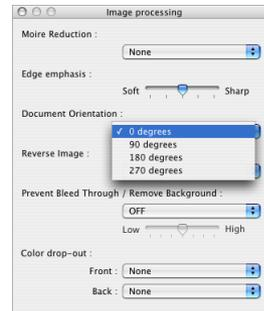 Image processing
Moire Reduction :
None
Edge emphasis :
Soft Sharp
Document Orientation :
✓ 0 degrees
90 degrees
180 degrees
270 degrees
Reverse Image :
Prevent Bleed Through / Remove Background :
OFF
Low High
Color drop-out :
Front : None
Back : None